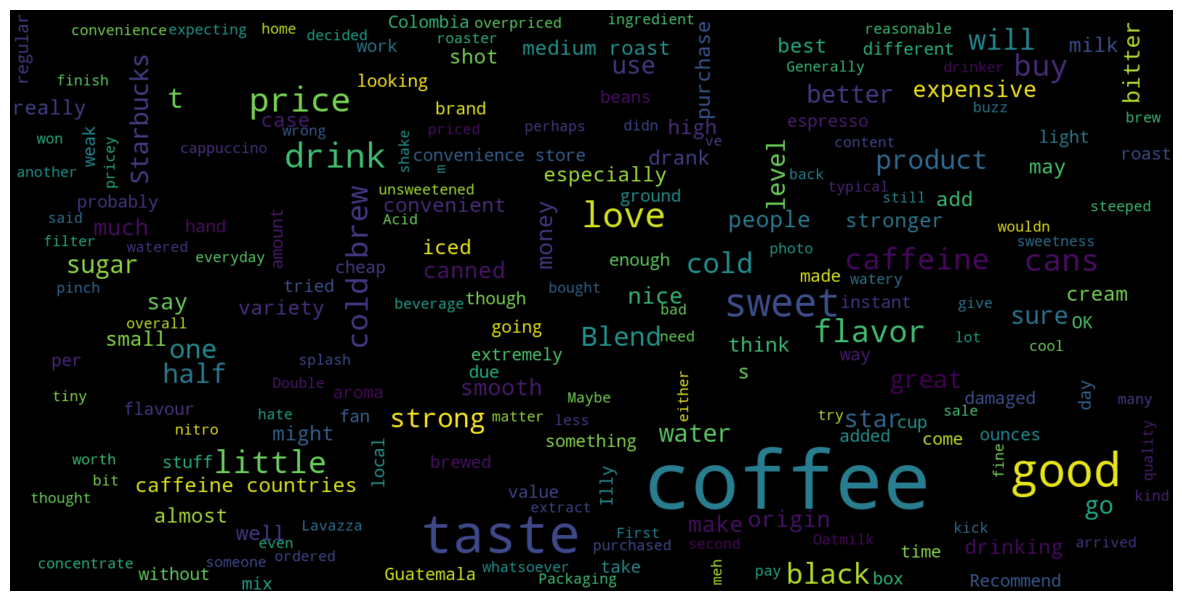 regular
convenience
expecting
home
decided
Colombia
overpriced
ingredient
reasonable
bitter
finish
Starbucks
work
roaster
shot
medium roast
use
purchase
best
different
will
milk
Generally
drinker
buy
really
t
price
case
looking
brand
beans
better
expensive
buzz
brew
won
weak
wrong
priced
perhaps
didn
high
ve
espresso
content
light
another
pricey
cappuccino
drink
shake
convenience store
m
drank
level
product
may
roast
especially
back
typical
still
add
steeped
probably
cold brew
unsweetened
convenient
ground
said
much
hand
amount
Acid
love
people
stronger
wouldn
filter
watered
money
iced
photo
sweetness
sugar
everyday
cheap
canned
enough
cold
made
watery
caffeine
cans
pinch
tried
beverage
though
bought
nice
bad
sweet
instant
give
cream
say
variety
overall
going
Blend
need
flavor
lot
sure
OK
small
one
think
way
cool
per
half
splash
extremely
due
s
great
tiny
Double
aroma
smooth
Maybe
either
damaged
day
many
flavour
hate
fan
strong
matter
less
try
star
cup
sale
nitro
might
something
water
added
come
ounces
quality
worth
stuff
little
local
brewed
coffee
fine
good
bit
kind
thought
caffeine countries
value
Illy
extract
go
almost
well
Lavazza
taste
First
make
origin
kick
even
purchased
second
Oatmilk
time
drinking
arrived
concentrate
without
someone
ordered
mix
Guatemala
whatsoever
Packaging
take
meh
pay
black
box
Recommend